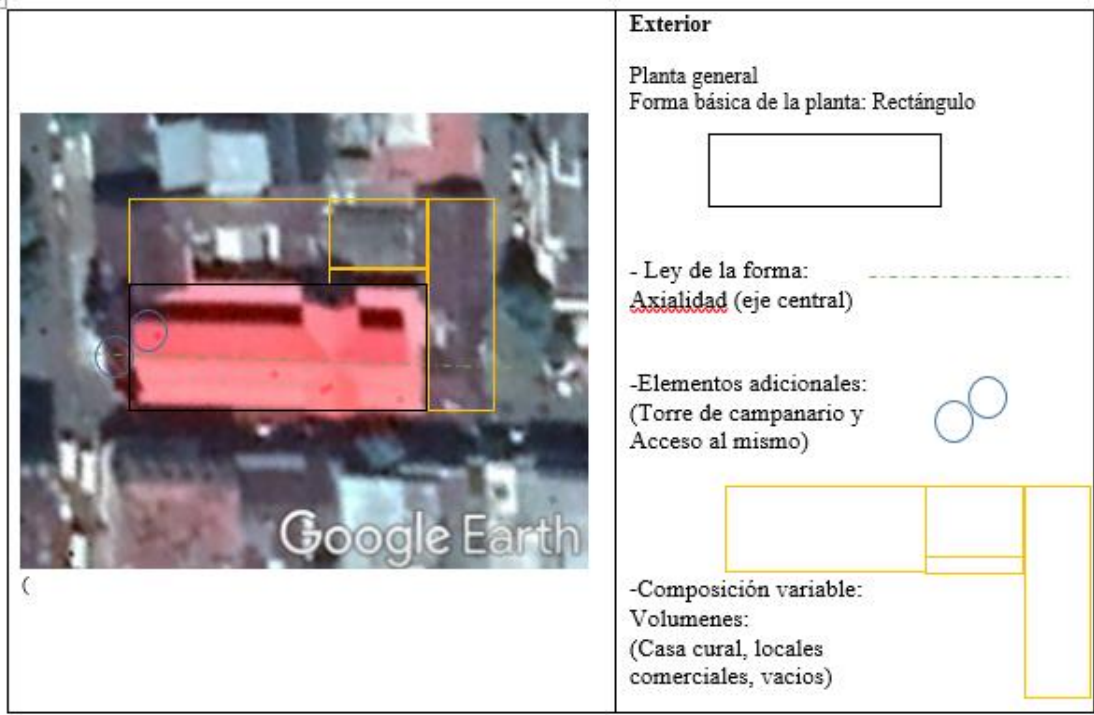 Exterior
Planta general
Forma básica de la planta: Rectángulo
- Ley de la forma:
Axialidad (eje central)
-Elementos adicionales:
(Torre de campanario y
Acceso al mismo)
Google Earth
(
-Composición variable:
Volumenes:
(Casa cural, locales
comerciales, vacios)